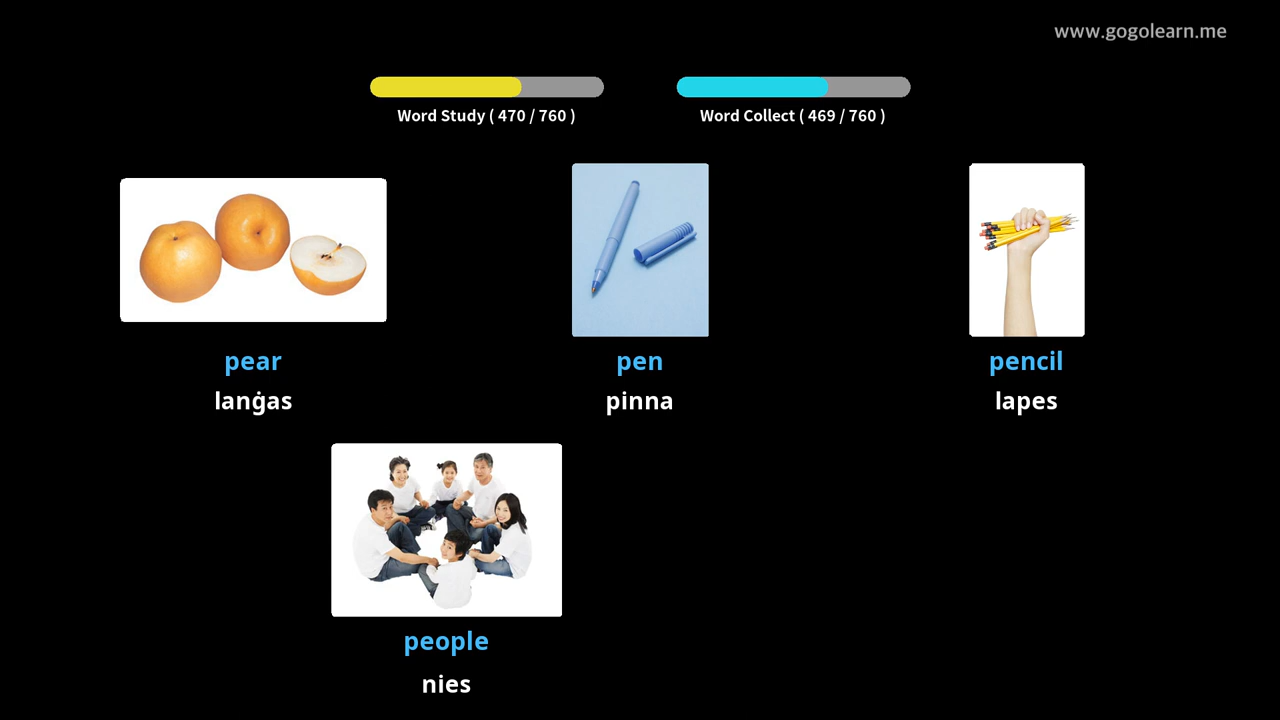 www.gogolearn.me
Word Study ( 470 / 760 )
Word Collect ( 469 / 760 )
pear
lanġas
pen
pinna
pencil
lapes
people
nies